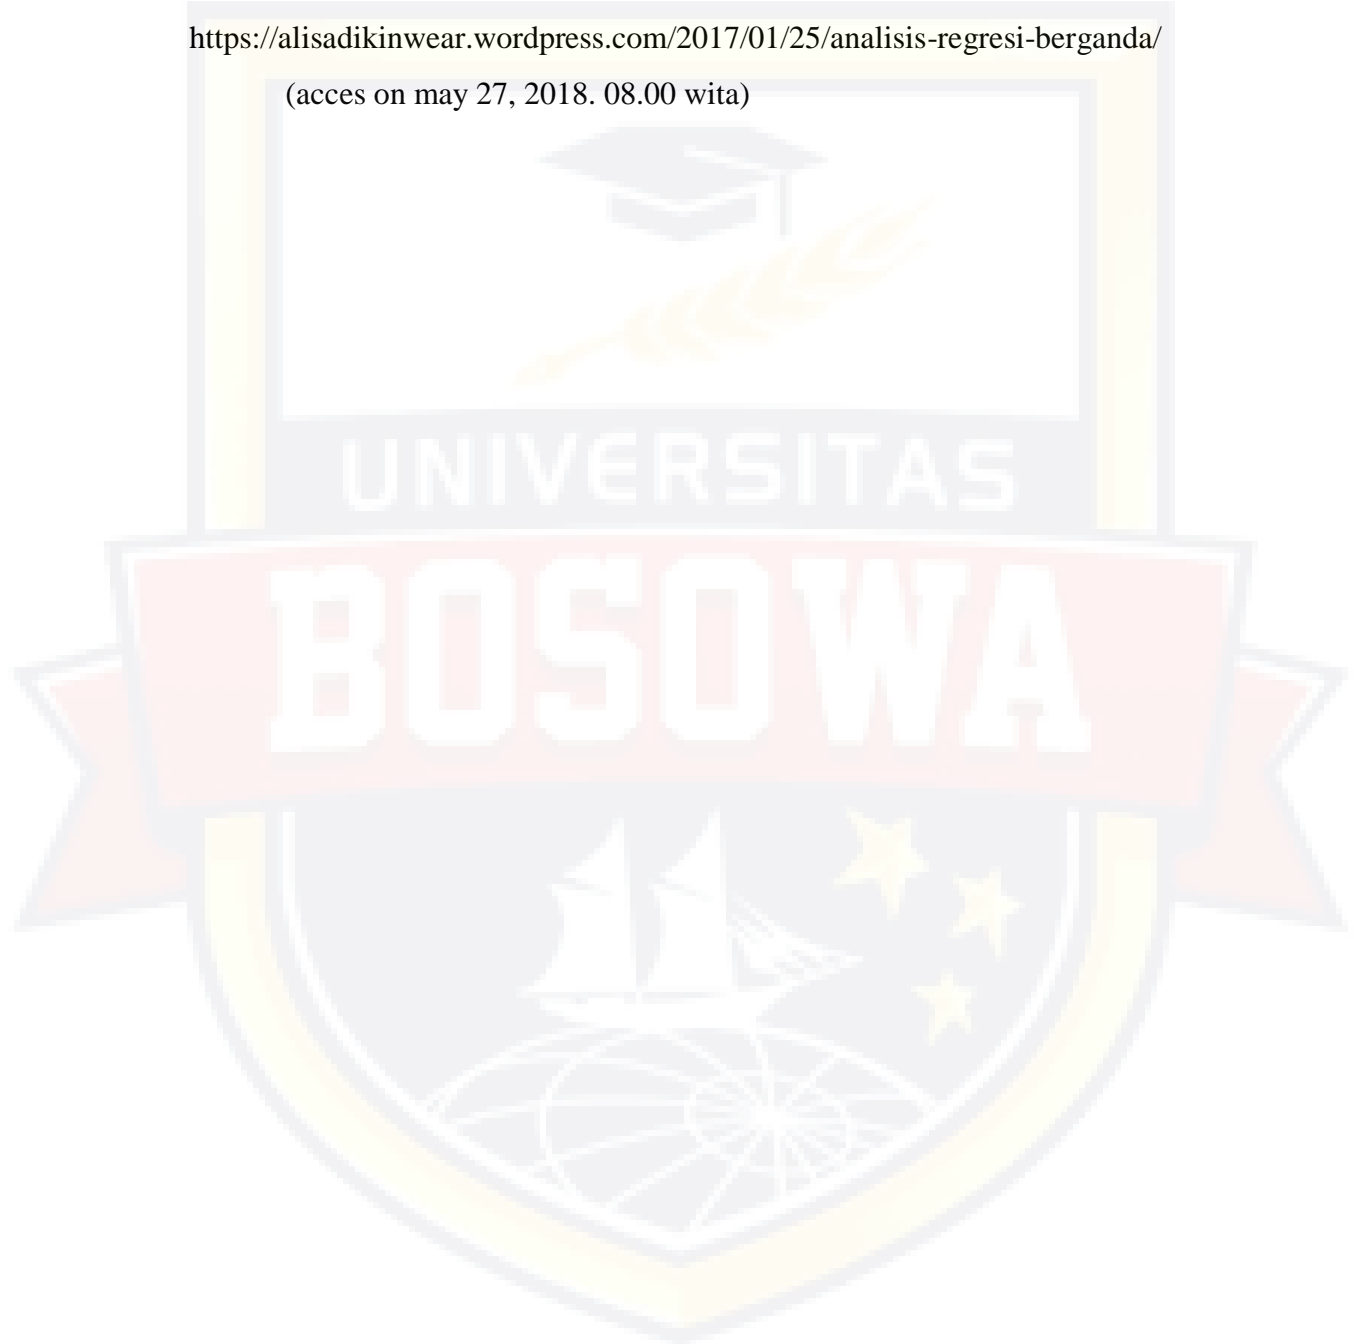 https://alisadikinwear.wordpress.com/2017/01/25/analisis-regresi-berganda/
(acces on may 27, 2018. 08.00 wita)
UNIVERSITAS
BOSOWA